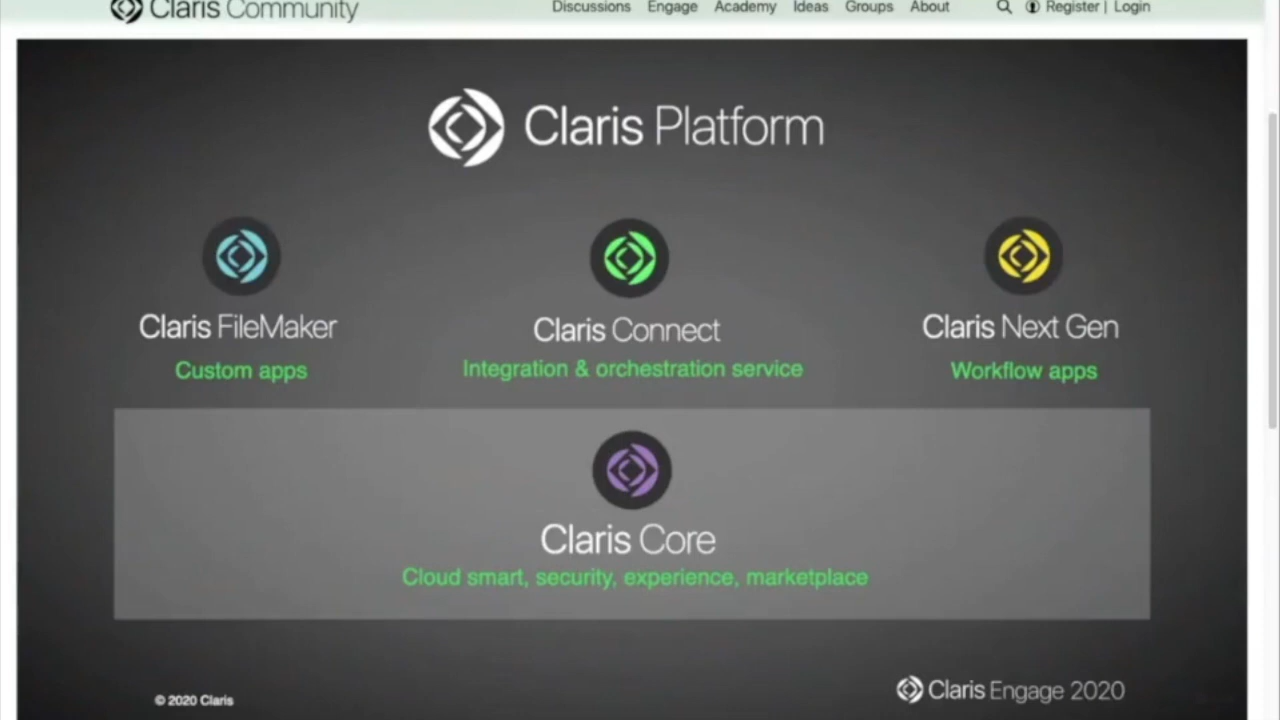 Claris Community
Discussions Engage Academy Ideas Groups About Register | Login
Claris Platform
Claris FileMaker
Custom apps
Claris Connect
Integration & orchestration service
Claris Next Gen
Workflow apps
Claris Core
Cloud smart, security, experience, marketplace
© 2020 Claris
Claris Engage 2020